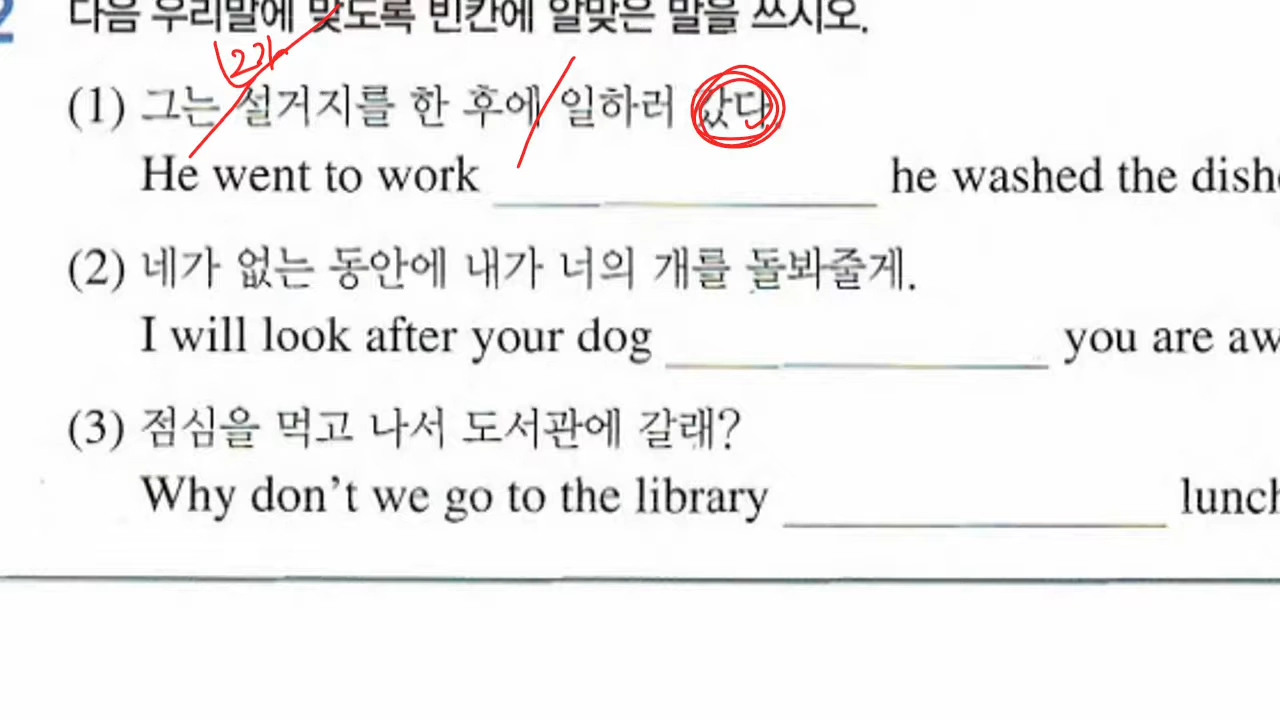 2 다음 우리말에 맞도록 빈칸에 알맞은 말을 쓰시오.
(1) 그는 설거지를 한 후에 일하러 갔다.
He went to work he washed the dish
(2) 네가 없는 동안에 내가 너의 개를 돌봐줄게.
I will look after your dog you are aw
(3) 점심을 먹고 나서 도서관에 갈래?
Why don't we go to the library lunch